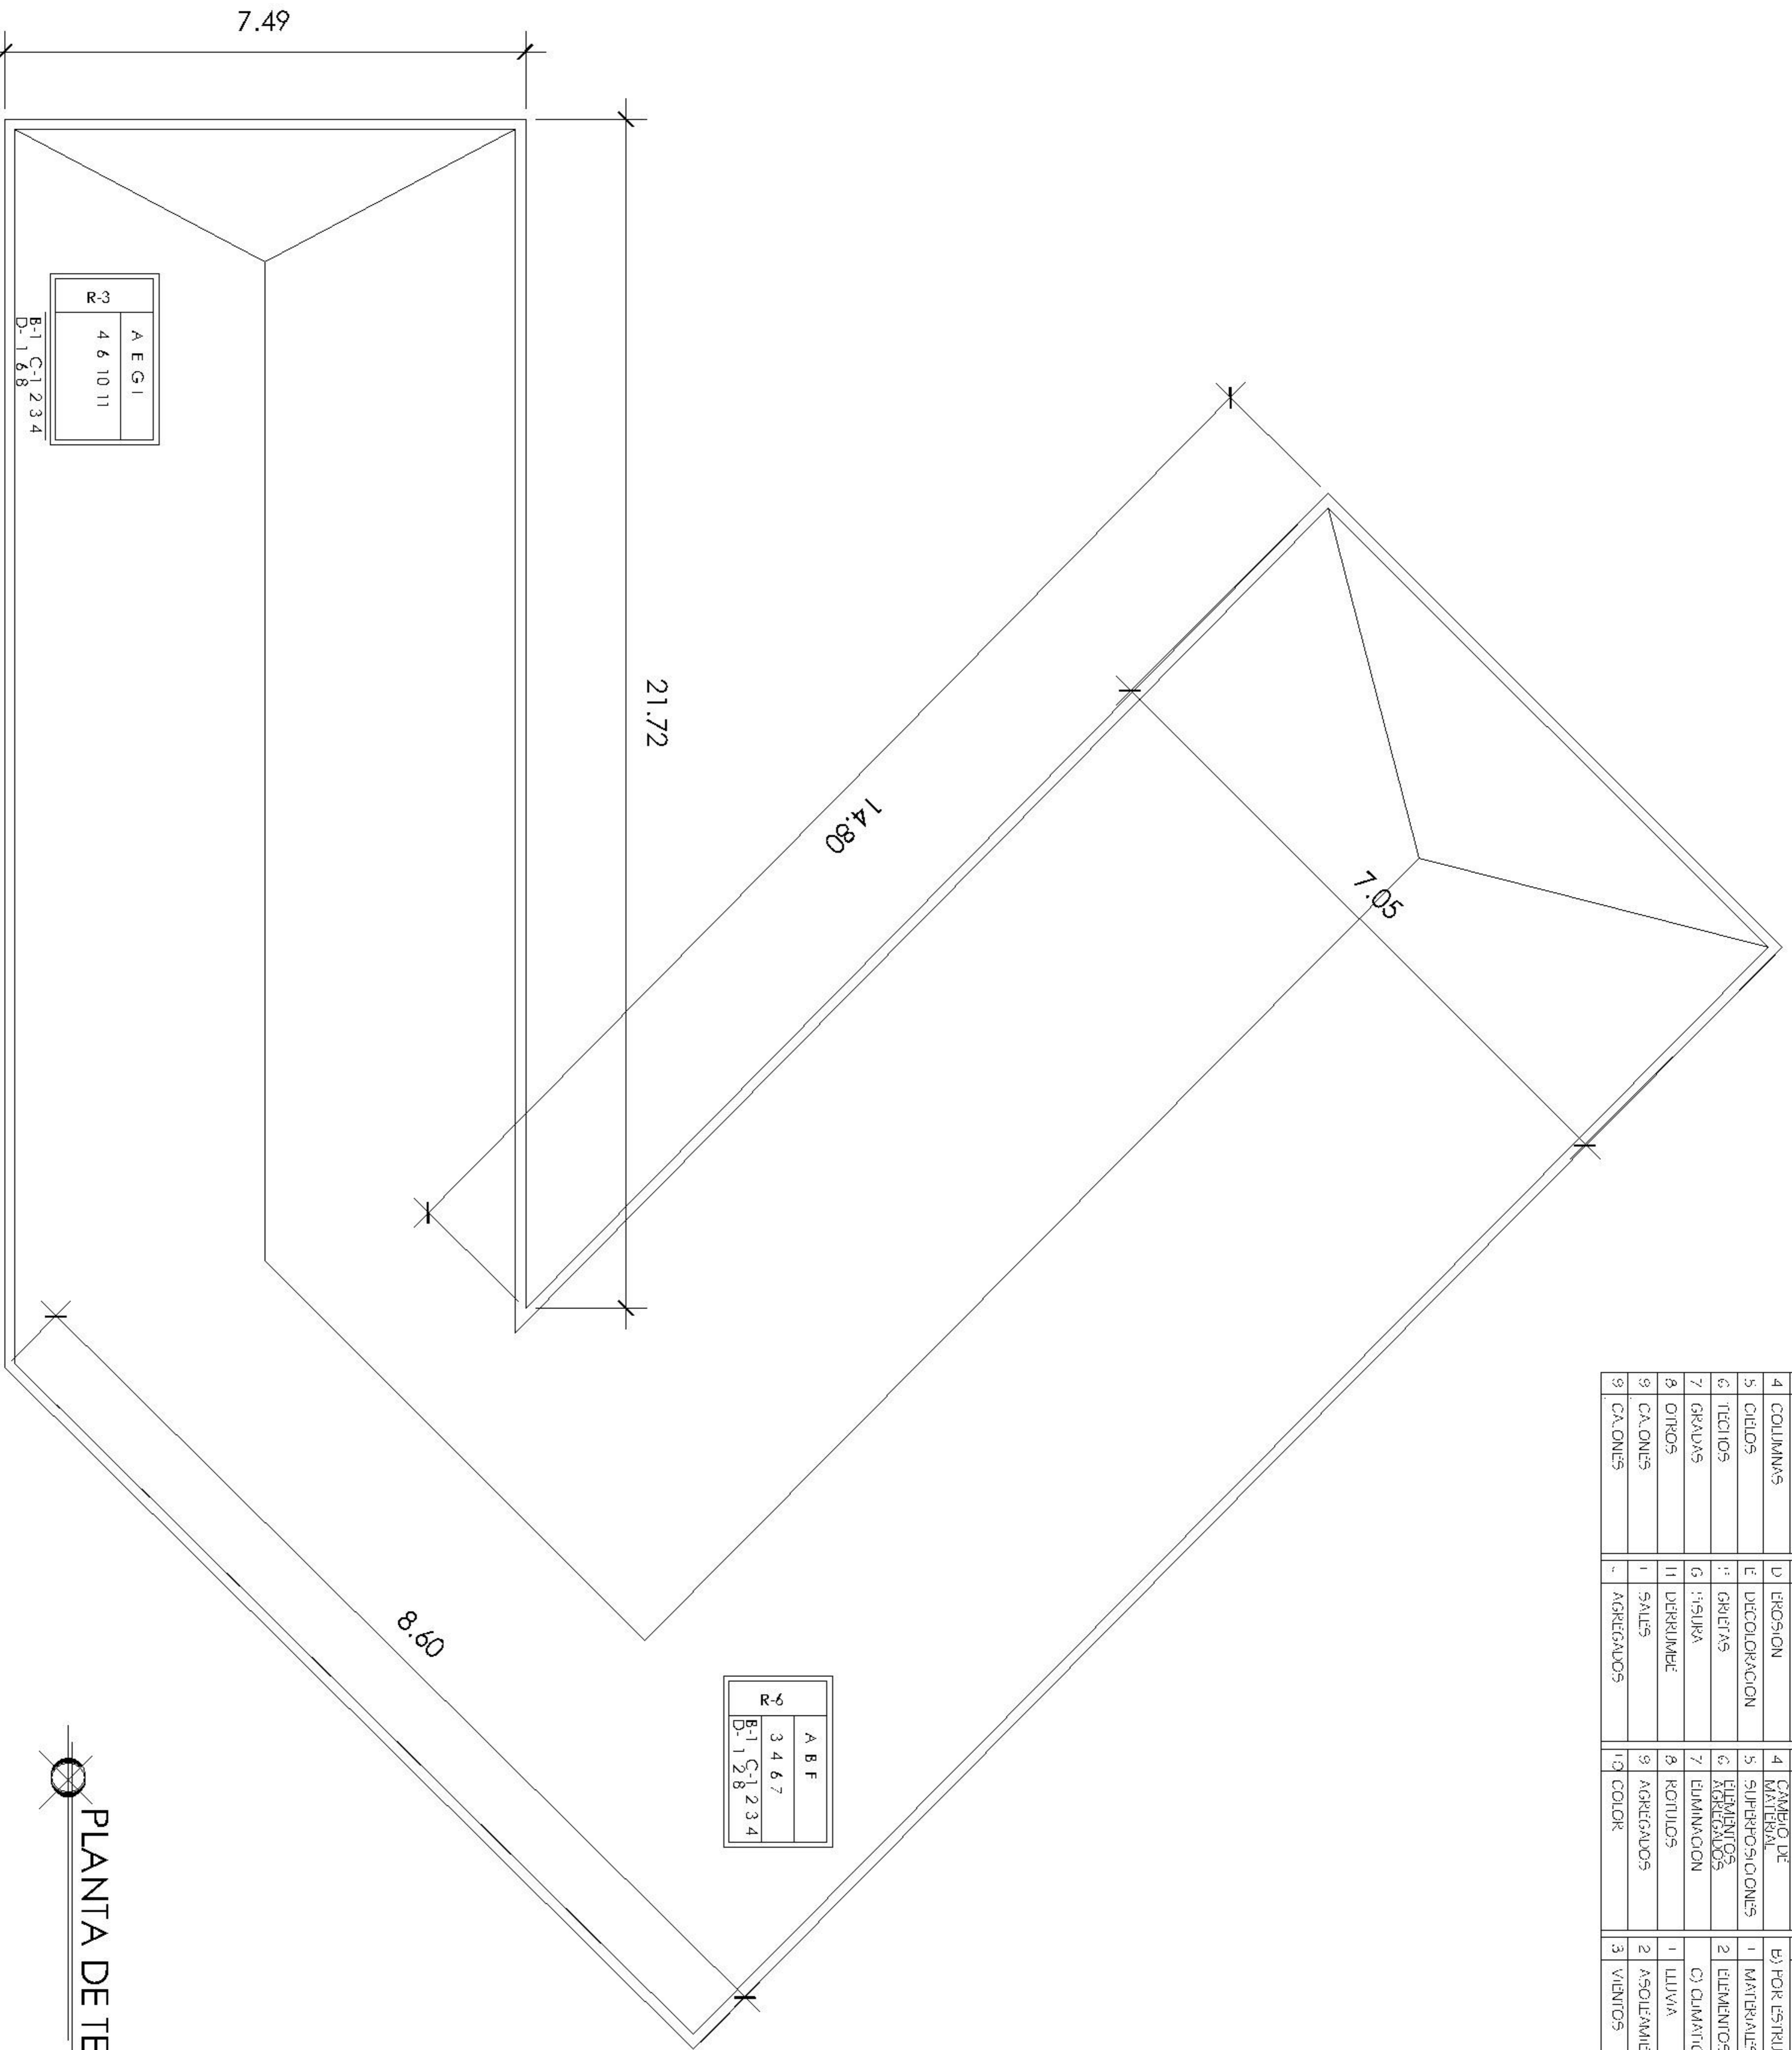 7.49
21.72
14.80
7.05
8.60
R-3
A E G I
4 6 10 11
B-1 C-1 2 3 4
D- 1 6 8
R-6
A B F
3 4 6 7
B-1 C-1 2 3 4
D- 1 2 8
4 COLUMNAS D EROSION 4 CAMBIO DE MATERIAL
5 CIELOS E DECOLORACION 5 SUPERPOSICIONES 1 MATERIALES
6 TECHOS F GRIETAS 6 ELEMENTOS AGREGADOS 2 ELEMENTOS
7 GRADAS G FISURA 7 ELIMINACION
8 OTROS H DERRUMBE 8 ROTULOS 1 LLUVIA
9 CAJONES I SALES 9 AGREGADOS 2
9 CAJONES J AGREGADOS 10 COLOR 3 VIENTOS
B) POR
C)
PLANTA DE TE